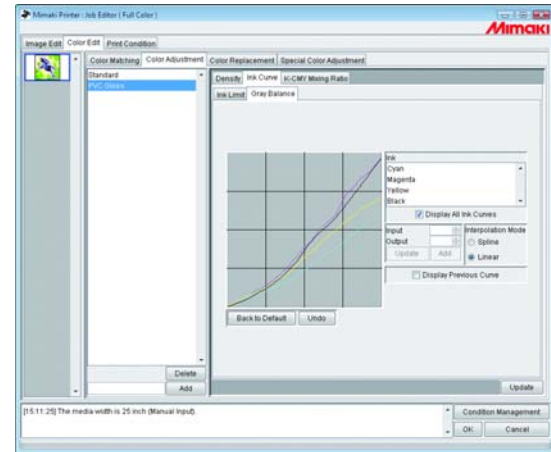 Mimaki Printer : Job Editor ( Full Color )
Mimaki
Image Edit Color Edit Print Condition
Color Matching Color Adjustment Color Replacement Special Color Adjustment
Standard
PVC Gloss
Density Ink Curve K-CMY Mixing Ratio
Ink Limit Gray Balance
Ink
Cyan
Magenta
Yellow
Black
Display All Ink Curves
Input
Output
Update Add
Interpolation Mode
Spline
Linear
Display Previous Curve
Back to Default Undo
Delete
Add
Update
[15:11:25] The media width is 25 inch (Manual Input).
Condition Management
OK Cancel